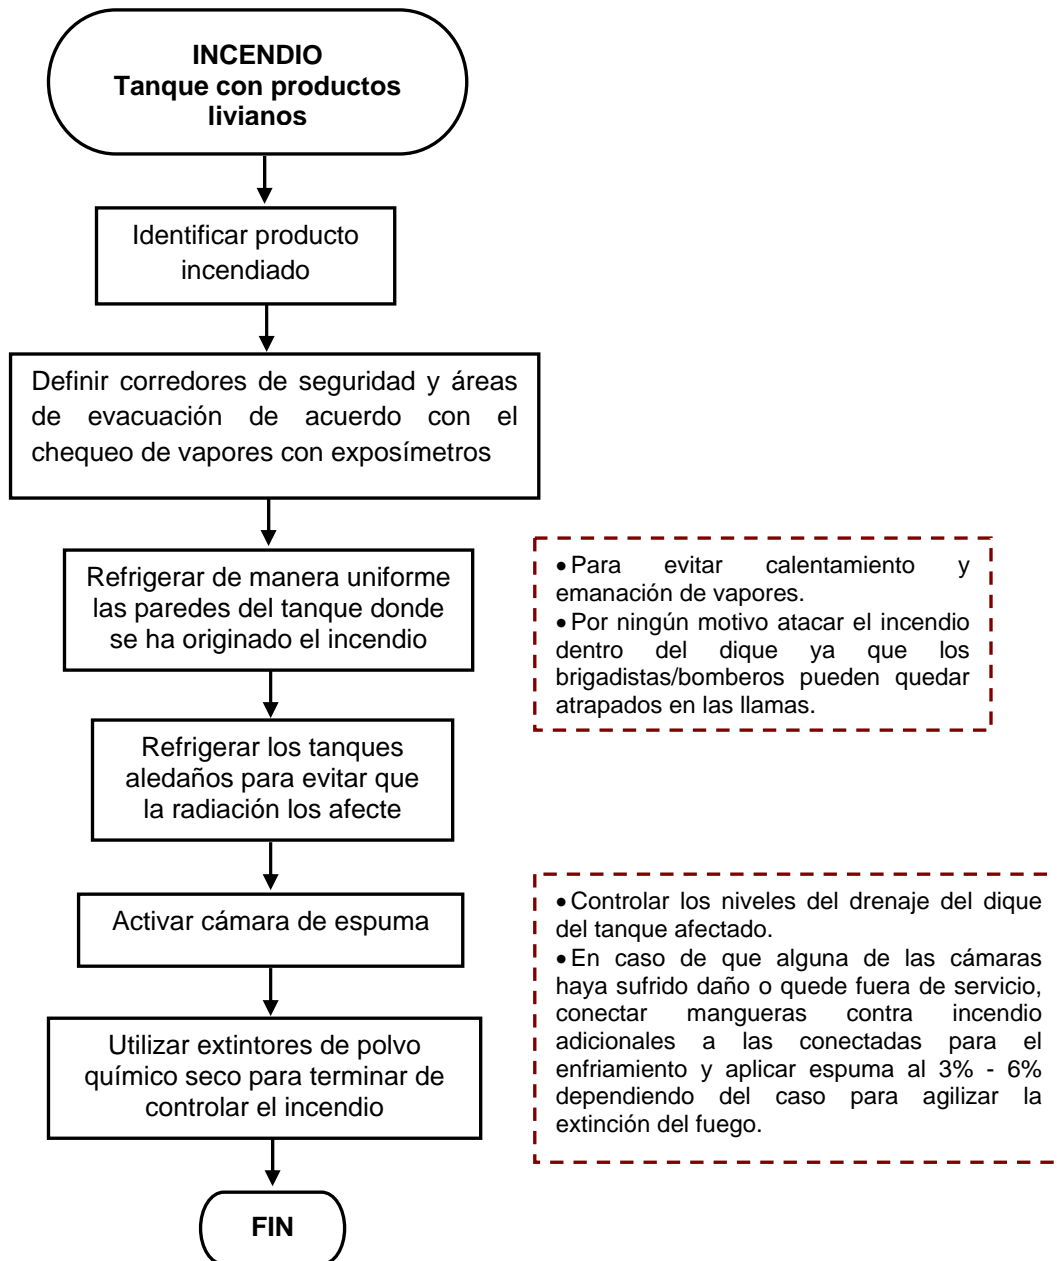 INCENDIO
Tanque con productos
livianos
Identificar producto
incendiado
Definir corredores de seguridad y áreas
de evacuación de acuerdo con el
chequeo de vapores con exposímetros
Refrigerar de manera uniforme
las paredes del tanque donde
se ha originado el incendio
•Para evitar calentamiento y
emanación de vapores.
•Por ningún motivo atacar el incendio
dentro del dique ya que los
brigadistas/bomberos pueden quedar
atrapados en las llamas.
Refrigerar los tanques
aledaños para evitar que
la radiación los afecte
Activar cámara de espuma
•Controlar los niveles del drenaje del dique
del tanque afectado.
•En caso de que alguna de las cámaras
haya sufrido daño o quede fuera de servicio,
conectar mangueras contra incendio
adicionales a las conectadas para el
enfriamiento y aplicar espuma al 3% - 6%
dependiendo del caso para agilizar la
extinción del fuego.
Utilizar extintores de polvo
químico seco para terminar de
controlar el incendio
FIN